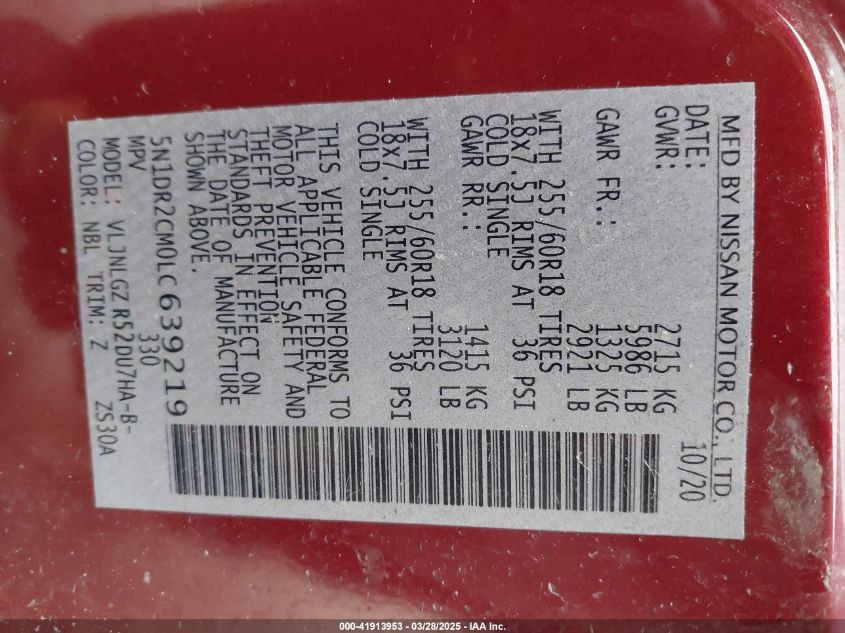 MFD BY NISSAN MOTOR CO., LTD.
DATE: 10/20
GVWR: 2715 KG
5986 LB
GAWR FR.: 1325 KG
2921 LB
WITH 255/60R18 TIRES
18x7.5J RIMS AT 36 PSI
COLD SINGLE
GAWR RR.: 1415 KG
3120 LB
WITH 255/60R18 TIRES
18x7.5J RIMS AT 36 PSI
COLD SINGLE
THIS VEHICLE CONFORMS TO
ALL APPLICABLE FEDERAL
MOTOR VEHICLE SAFETY AND
THEFT PREVENTION
STANDARDS IN EFFECT ON
THE DATE OF MANUFACTURE
SHOWN ABOVE.
5N1DR2CM0LC639219
MPV 330
MODEL: VLJNLGZ R52DU7HA-B-
COLOR: NBL TRIM: Z ZS30A
000-41913953 - 03/28/2025 - IAA Inc.